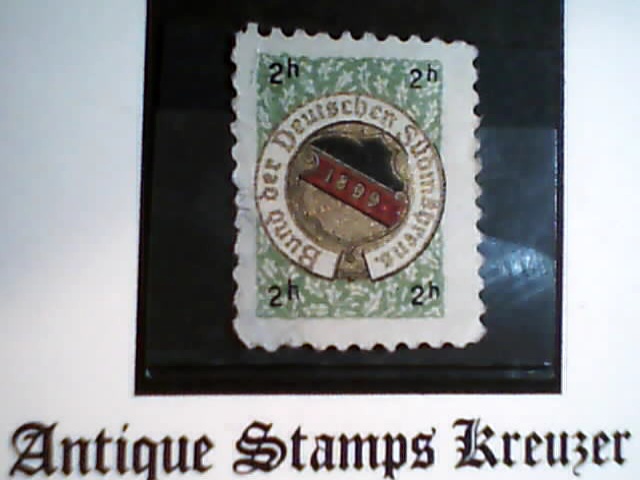 2h 2h
Bund der Deutschen Südmährens.
1899
2h 2h
Antique Stamps Kreuzer